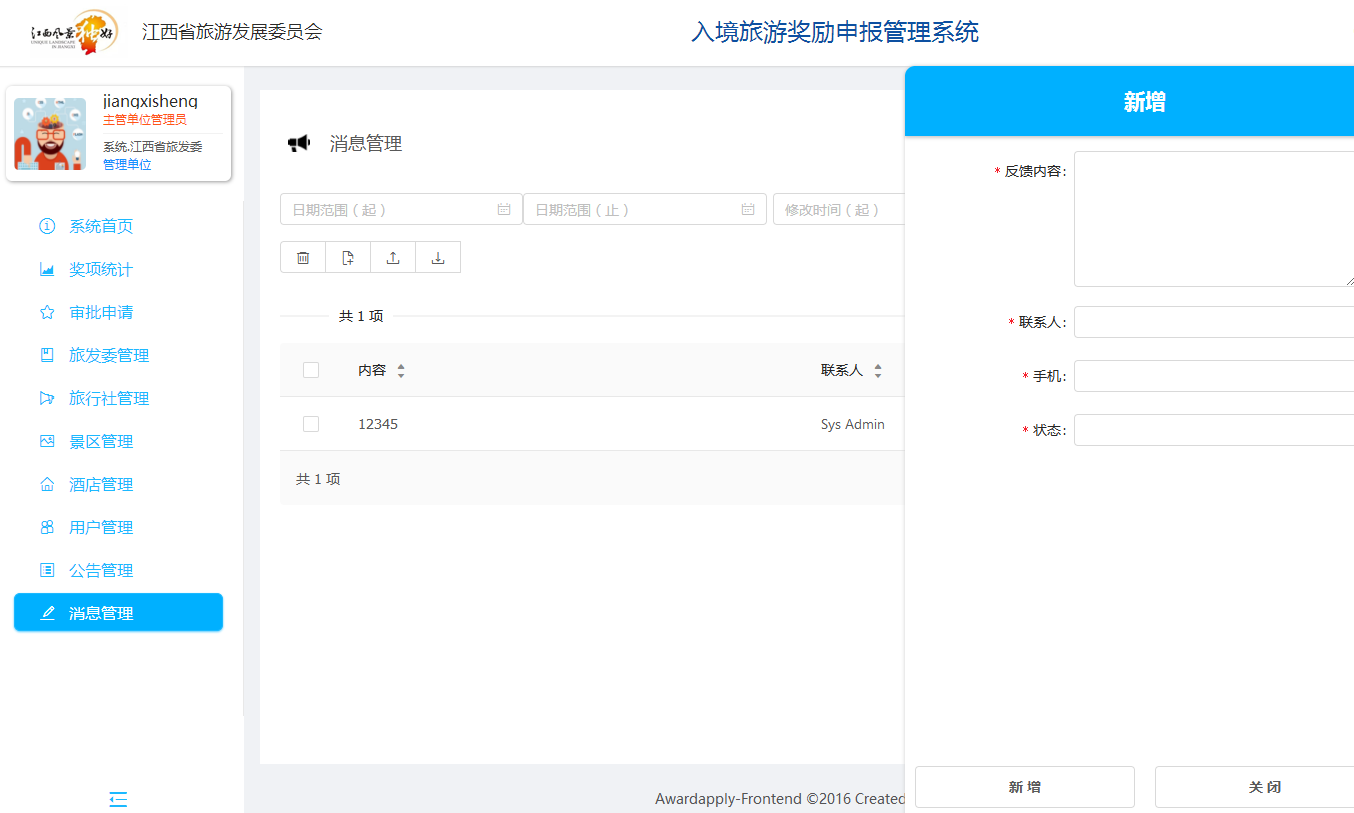 江西风景独好
UNIQUE LANDSCAPE
IN JIANGXI
江西省旅游发展委员会
入境旅游奖励申报管理系统
jiangxisheng
主管单位管理员
系统.江西省旅发委
管理单位
系统首页
奖项统计
审批申请
旅发委管理
旅行社管理
景区管理
酒店管理
用户管理
公告管理
消息管理
消息管理
日期范围（起） 日期范围（止） 修改时间（起）
共 1 项
内容 联系人
12345 Sys Admin
共 1 项
Awardapply-Frontend ©2016 Created
新增
* 反馈内容:
* 联系人:
* 手机:
* 状态:
新 增 关 闭